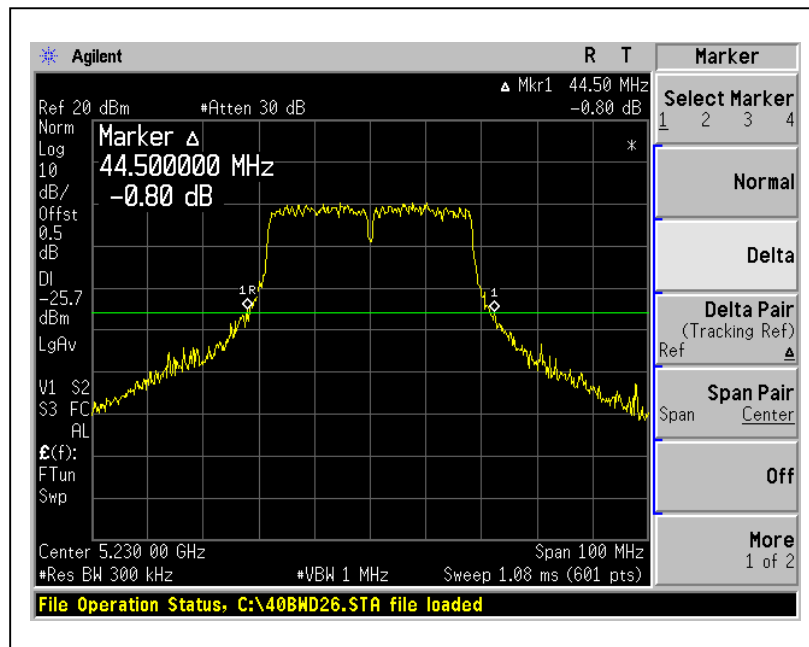 Agilent R T Marker
Δ Mkr1 44.50 MHz
Ref 20 dBm #Atten 30 dB -0.80 dB
Norm
Log
10
dB/
Offst
0.5
dB
DI
-25.7
dBm
LgAv
V1 S2
S3 FC
AL
£(f):
FTun
Swp
Marker Δ
44.500000 MHz
-0.80 dB
*
1R
1
Center 5.230 00 GHz Span 100 MHz
#Res BW 300 kHz #VBW 1 MHz Sweep 1.08 ms (601 pts)
File Operation Status, C:\40BWD26.STA file loaded
Select Marker
1 2 3 4
Normal
Delta
Delta Pair
(Tracking Ref)
Ref Δ
Span Pair
Span Center
Off
More
1 of 2